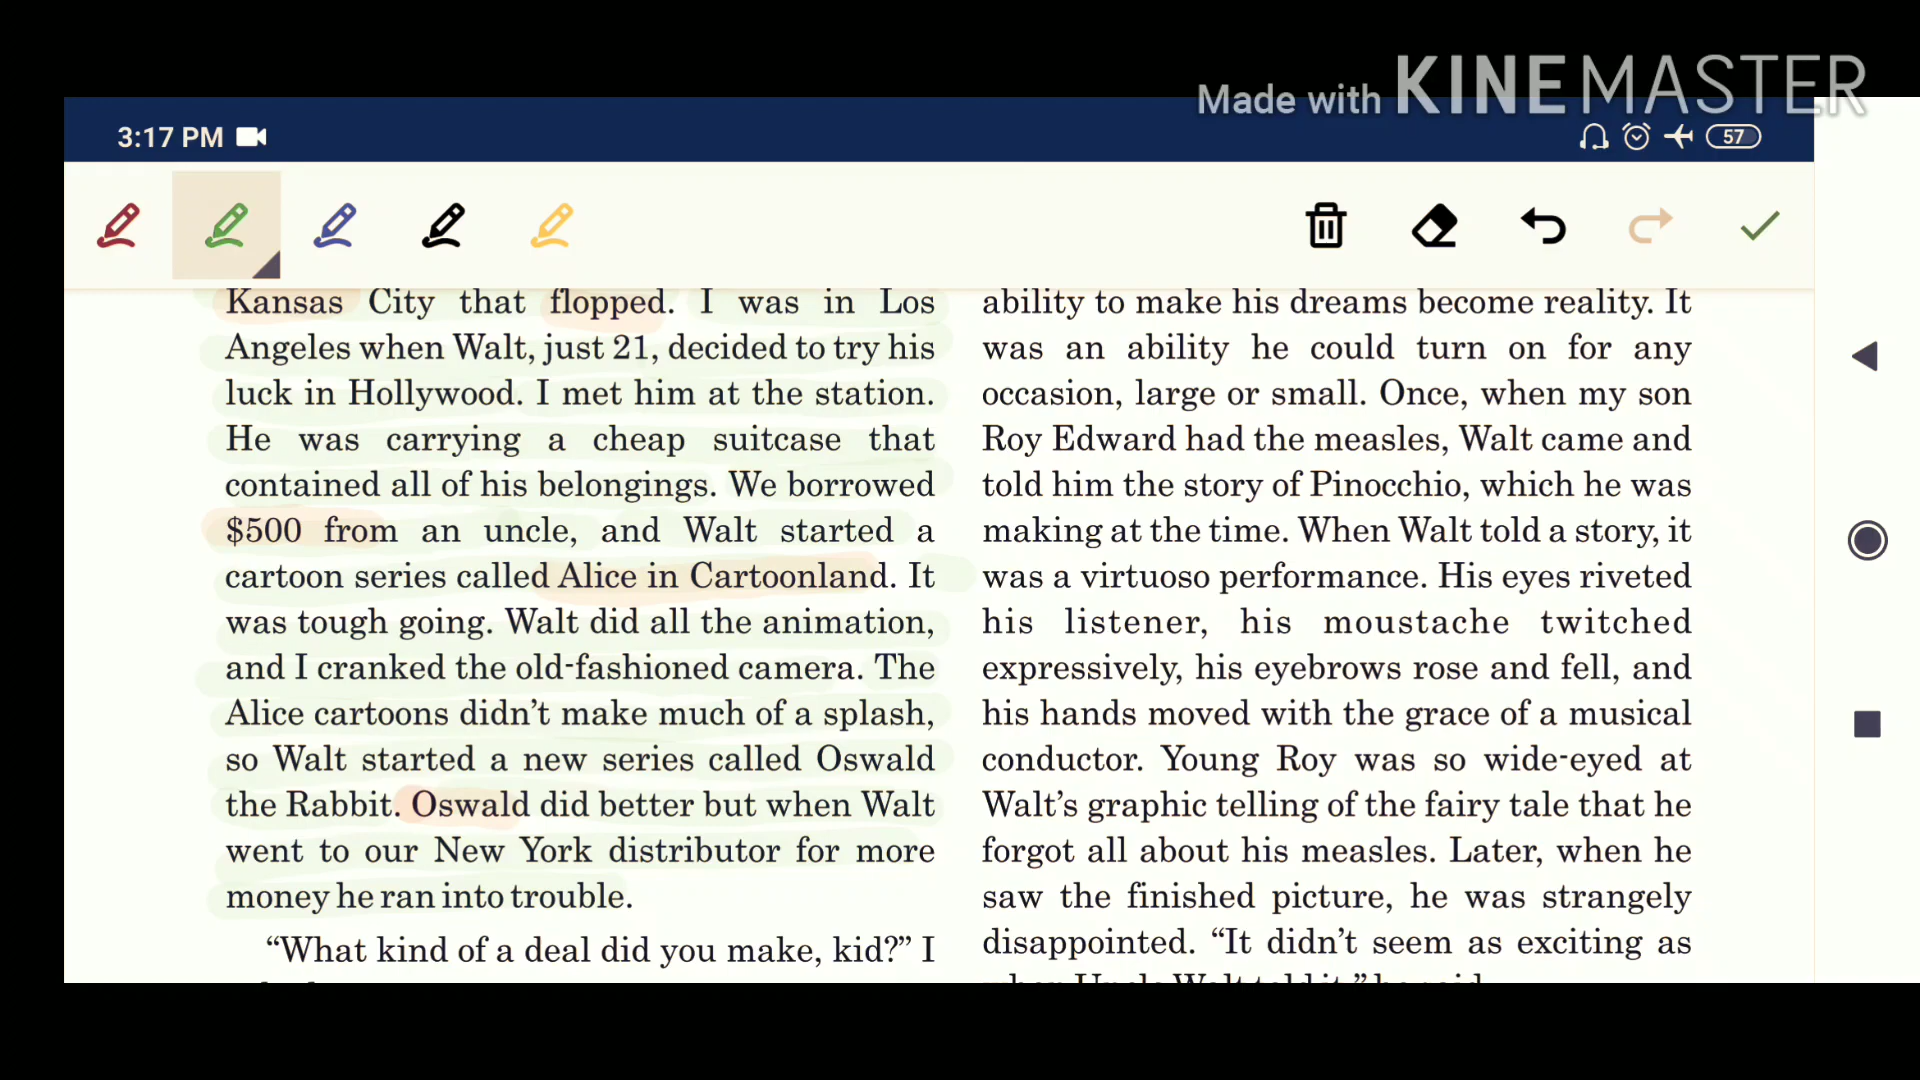 Made with KINEMASTER
3:17 PM
57
Kansas City that flopped. I was in Los
Angeles when Walt, just 21, decided to try his
luck in Hollywood. I met him at the station.
He was carrying a cheap suitcase that
contained all of his belongings. We borrowed
$500 from an uncle, and Walt started a
cartoon series called Alice in Cartoonland. It
was tough going. Walt did all the animation,
and I cranked the old-fashioned camera. The
Alice cartoons didn’t make much of a splash,
so Walt started a new series called Oswald
the Rabbit. Oswald did better but when Walt
went to our New York distributor for more
money he ran into trouble.
“What kind of a deal did you make, kid?” I
ability to make his dreams become reality. It
was an ability he could turn on for any
occasion, large or small. Once, when my son
Roy Edward had the measles, Walt came and
told him the story of Pinocchio, which he was
making at the time. When Walt told a story, it
was a virtuoso performance. His eyes riveted
his listener, his moustache twitched
expressively, his eyebrows rose and fell, and
his hands moved with the grace of a musical
conductor. Young Roy was so wide-eyed at
Walt’s graphic telling of the fairy tale that he
forgot all about his measles. Later, when he
saw the finished picture, he was strangely
disappointed. “It didn’t seem as exciting as
when Uncle Walt told it,” he said.